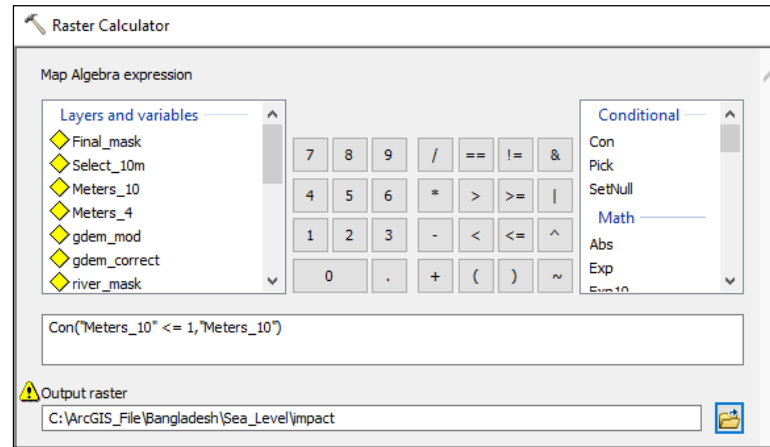 Raster Calculator
Map Algebra expression
Layers and variables
Final_mask
Select_10m
Meters_10
Meters_4
gdem_mod
gdem_correct
river_mask
7 8 9 / == != &
4 5 6 * > >= |
1 2 3 - < <= ^
0 . + ( ) ~
Conditional
Con
Pick
SetNull
Math
Abs
Exp
Exp10
Con("Meters_10" <= 1,"Meters_10")
Output raster
C:\ArcGIS_File\Bangladesh\Sea_Level\impact